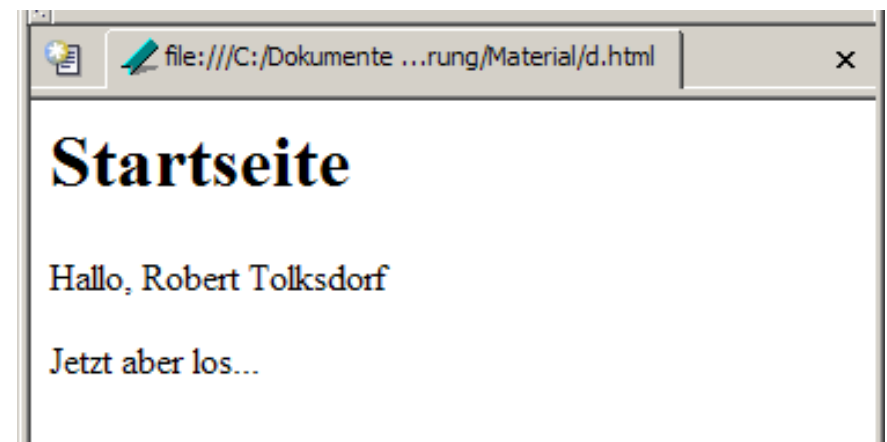 file:///C:/Dokumente ...rung/Material/d.html
Startseite
Hallo, Robert Tolksdorf
Jetzt aber los...